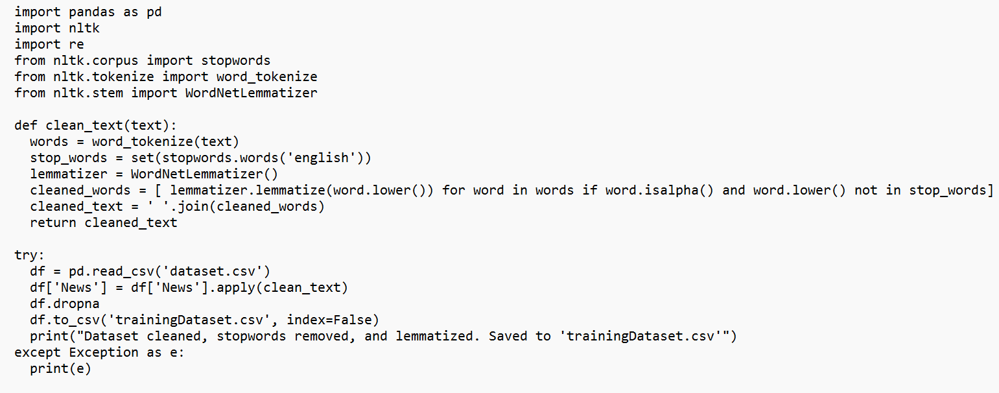 import pandas as pd
import nltk
import re
from nltk.corpus import stopwords
from nltk.tokenize import word_tokenize
from nltk.stem import WordNetLemmatizer

def clean_text(text):
  words = word_tokenize(text)
  stop_words = set(stopwords.words('english'))
  lemmatizer = WordNetLemmatizer()
  cleaned_words = [ lemmatizer.lemmatize(word.lower()) for word in words if word.isalpha() and word.lower() not in stop_words]
  cleaned_text = ' '.join(cleaned_words)
  return cleaned_text

try:
  df = pd.read_csv('dataset.csv')
  df['News'] = df['News'].apply(clean_text)
  df.dropna
  df.to_csv('trainingDataset.csv', index=False)
  print("Dataset cleaned, stopwords removed, and lemmatized. Saved to 'trainingDataset.csv'")
except Exception as e:
  print(e)